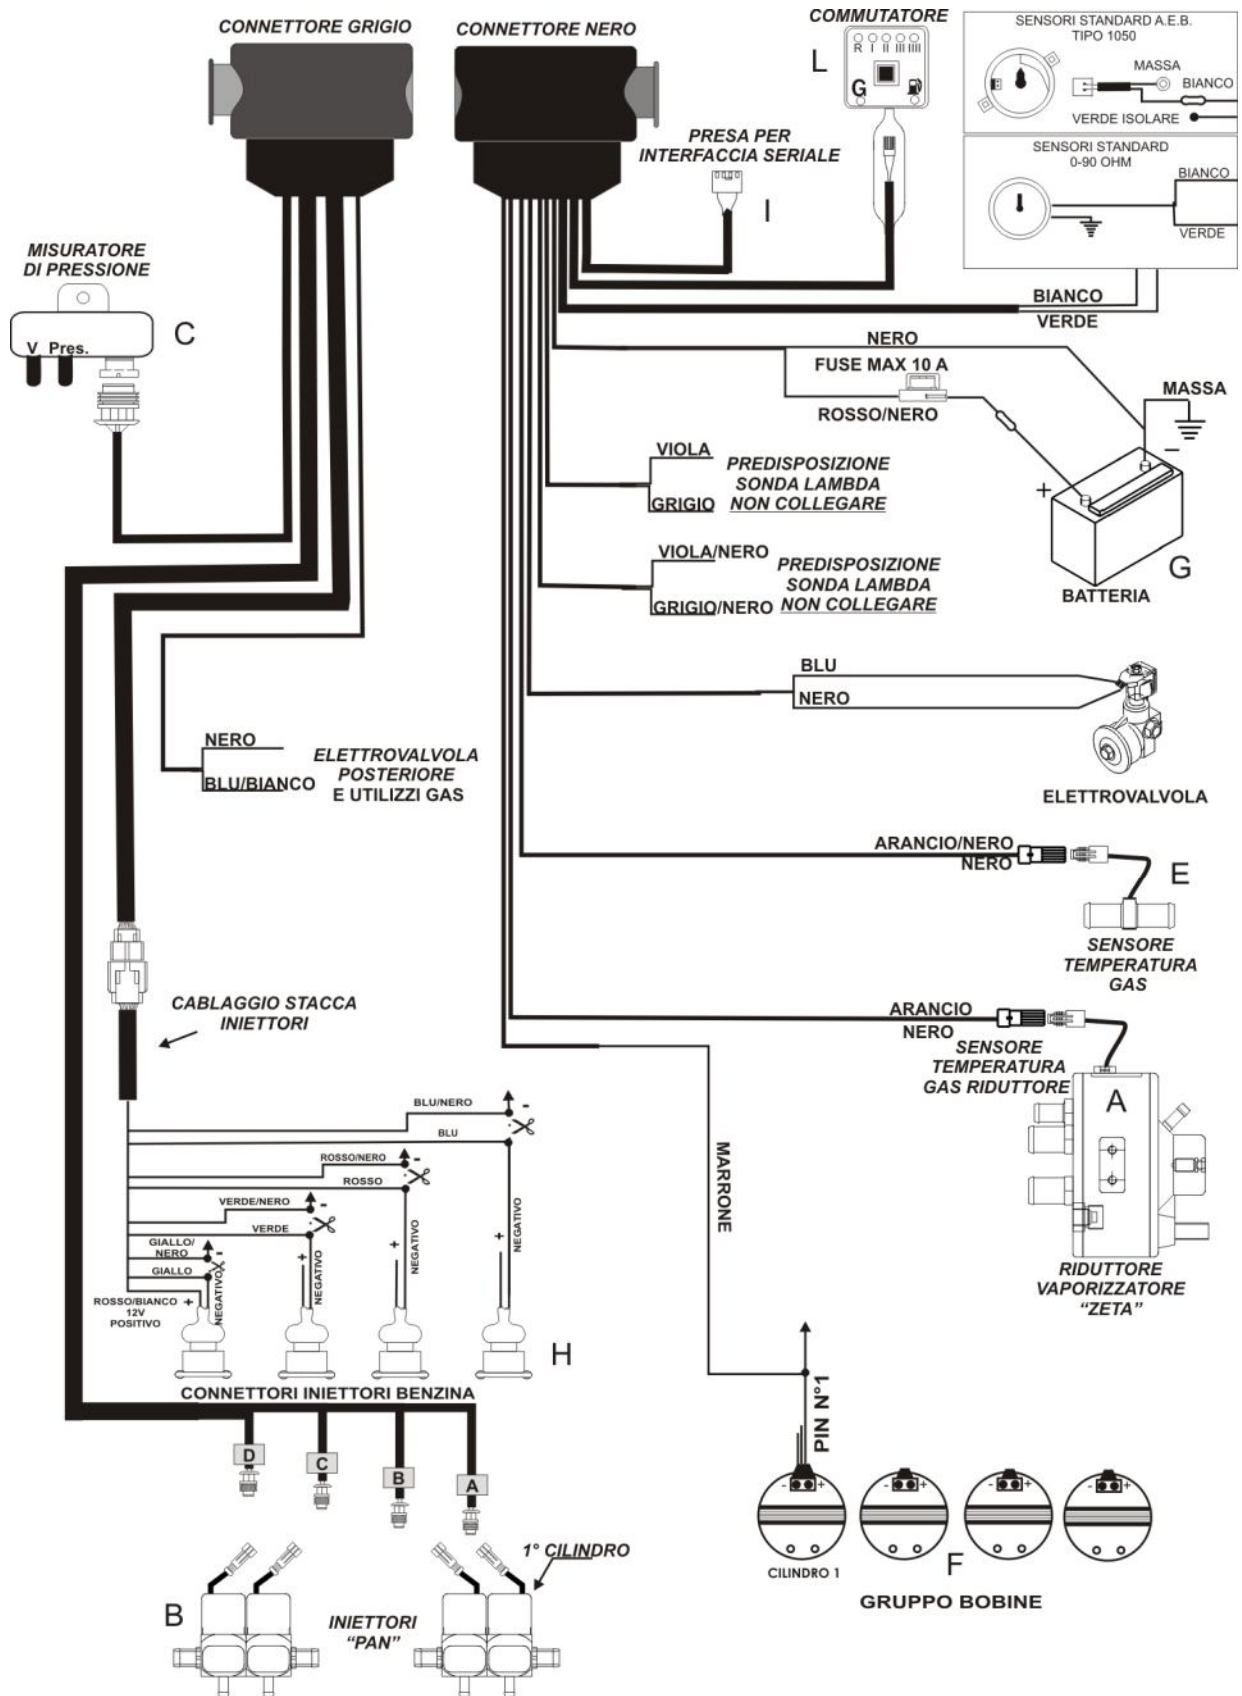 CONNETTORE GRIGIO
CONNETTORE NERO
COMMUTATORE
R I II III IIII
G
L
SENSORI STANDARD A.E.B.
TIPO 1050
MASSA
BIANCO
VERDE ISOLARE
SENSORI STANDARD
0-90 OHM
BIANCO
VERDE
PRESA PER
INTERFACCIA SERIALE
I
MISURATORE
DI PRESSIONE
V Pres.
C
BIANCO
VERDE
NERO
FUSE MAX 10 A
ROSSO/NERO
MASSA
+
−
G
BATTERIA
VIOLA
GRIGIO
PREDISPOSIZIONE
SONDA LAMBDA
NON COLLEGARE
VIOLA/NERO
GRIGIO/NERO
PREDISPOSIZIONE
SONDA LAMBDA
NON COLLEGARE
BLU
NERO
ELETTROVALVOLA
NERO
BLU/BIANCO
ELETTROVALVOLA
POSTERIORE
E UTILIZZI GAS
ARANCIO/NERO
NERO
E
SENSORE
TEMPERATURA
GAS
CABLAGGIO STACCA
INIETTORI
ARANCIO
NERO
SENSORE
TEMPERATURA
GAS RIDUTTORE
A
RIDUTTORE
VAPORIZZATORE
“ZETA”
MARRONE
BLU/NERO
-
BLU
ROSSO/NERO
-
ROSSO
VERDE/NERO
-
VERDE
GIALLO/
NERO
-
GIALLO
ROSSO/BIANCO
12V
POSITIVO
+
NEGATIVO
+
NEGATIVO
+
NEGATIVO
+
NEGATIVO
H
CONNETTORI INIETTORI BENZINA
D
C
B
A
1° CILINDRO
B
INIETTORI
“PAN”
PIN N°1
- +
- +
- +
- +
CILINDRO 1
F
GRUPPO BOBINE